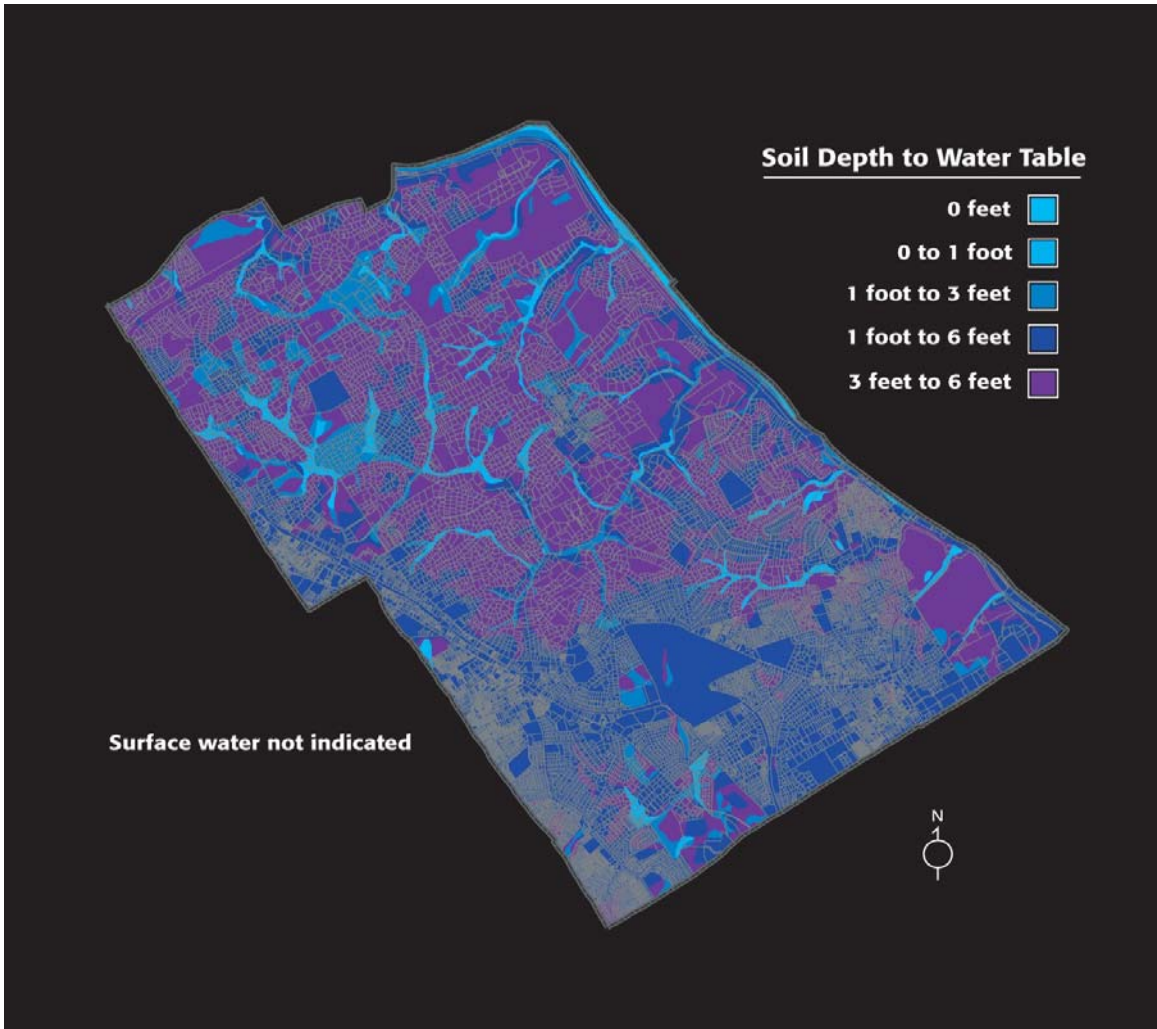 Soil Depth to Water Table
0 feet
0 to 1 foot
1 foot to 3 feet
1 foot to 6 feet
3 feet to 6 feet
Surface water not indicated
N